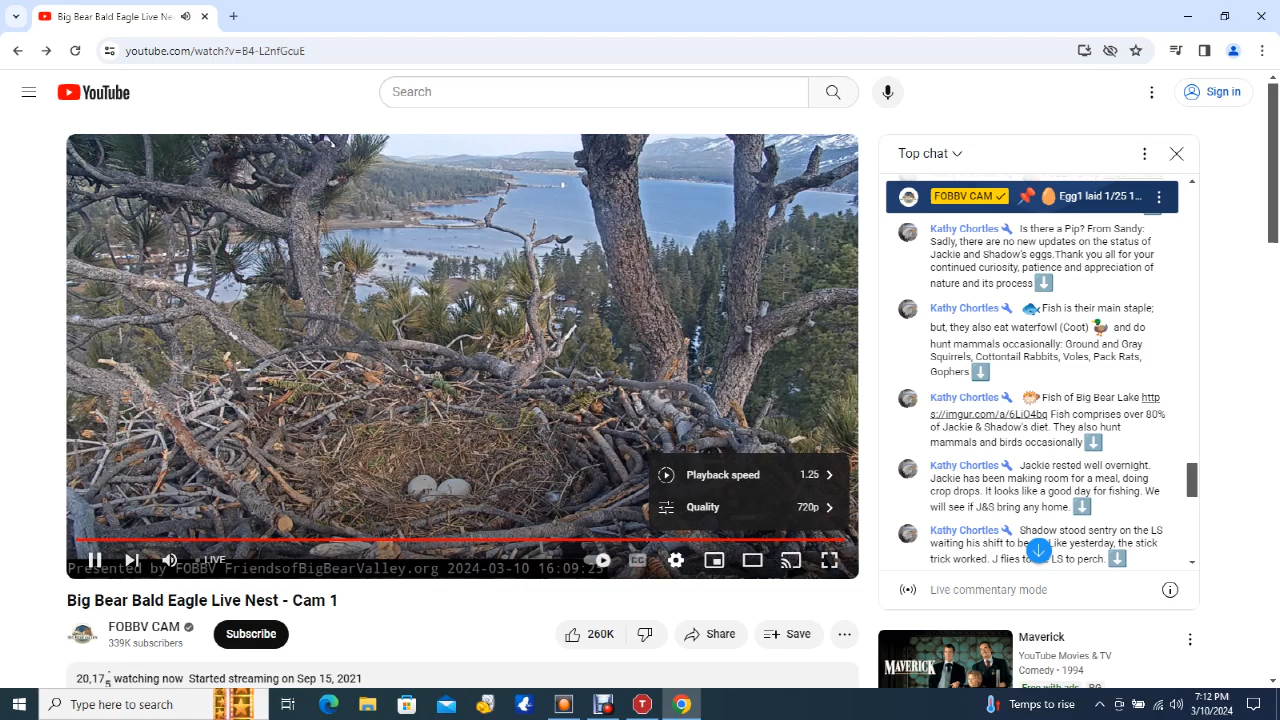 Big Bear Bald Eagle Live Ne
youtube.com/watch?v=B4-L2nfGcuE
YouTube
Search
Sign in
Top chat
FOBBV CAM Egg1 laid 1/25 1...
Kathy Chortles Is there a Pip? From Sandy:
Sadly, there are no new updates on the status of
Jackie and Shadow's eggs.Thank you all for your
continued curiosity, patience and appreciation of
nature and its process
Kathy Chortles Fish is their main staple;
but, they also eat waterfowl (Coot) and do
hunt mammals occasionally: Ground and Gray
Squirrels, Cottontail Rabbits, Voles, Pack Rats,
Gophers
Kathy Chortles Fish of Big Bear Lake http
s://imgur.com/a/6LiO4bq Fish comprises over 80%
of Jackie & Shadow's diet. They also hunt
mammals and birds occasionally
Kathy Chortles Jackie rested well overnight.
Jackie has been making room for a meal, doing
crop drops. It looks like a good day for fishing. We
will see if J&S bring any home.
Kathy Chortles Shadow stood sentry on the LS
waiting his shift to Like yesterday, the stick
trick worked. J flies LS to perch.
Live commentary mode
Playback speed 1.25
Quality 720p
LIVE
CC
Presented by FOBBV FriendsofBigBearValley.org 2024-03-10 16:09:23
Big Bear Bald Eagle Live Nest - Cam 1
FOBBV CAM
339K subscribers
Subscribe
260K
Share
Save
watching now Started streaming on Sep 15, 2021
MAVERICK
Maverick
YouTube Movies & TV
Comedy • 1994
Free with ads PG
Type here to search
T
Temps to rise
7:12 PM
3/10/2024